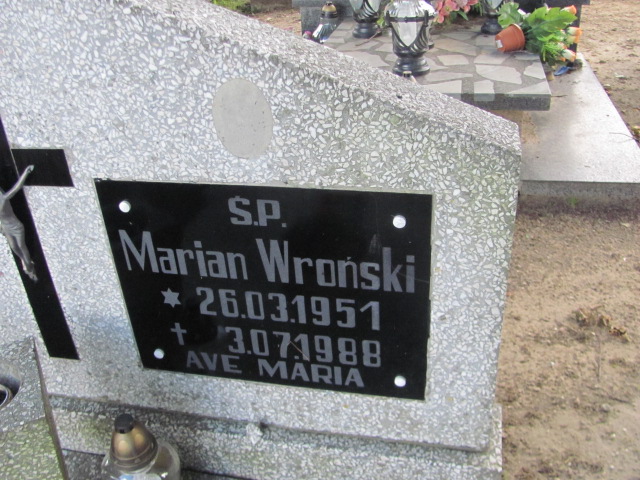 Ś.P.
Marian Wroński
* 26.03.1951
† 3.07.1988
AVE MARIA